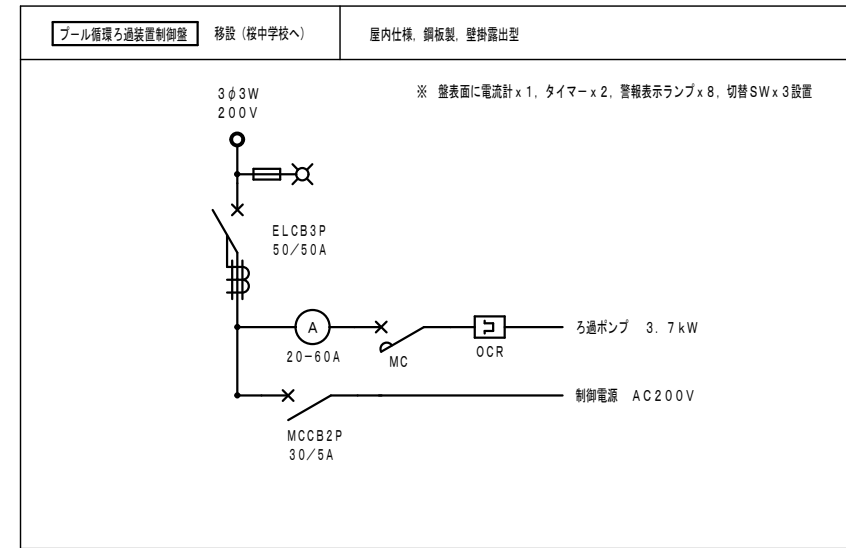 プール循環ろ過装置制御盤 移設（桜中学校へ） 屋内仕様, 鋼板製, 壁掛露出型
※ 盤表面に電流計ｘ１, タイマーｘ２, 警報表示ランプｘ８, 切替ＳＷｘ３設置
３φ３Ｗ
２００Ｖ
ＥＬＣＢ３Ｐ
５０／５０Ａ
Ａ
２０−６０Ａ
ＭＣ
ＯＣＲ
ろ過ポンプ ３．７ｋＷ
制御電源 ＡＣ２００Ｖ
ＭＣＣＢ２Ｐ
３０／５Ａ